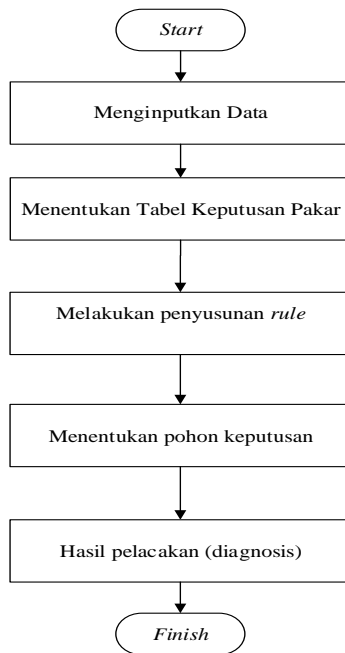 Start
Menginputkan Data
Menentukan Tabel Keputusan Pakar
Melakukan penyusunan rule
Menentukan pohon keputusan
Hasil pelacakan (diagnosis)
Finish